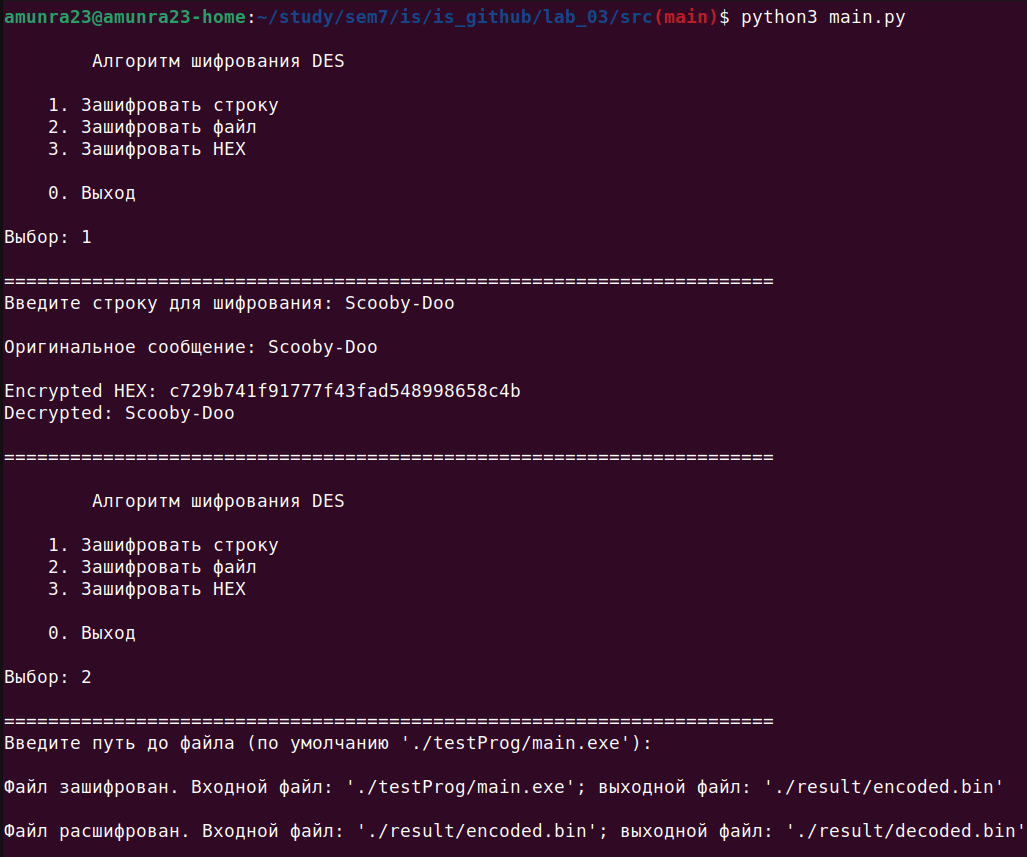 amunra23@amunra23-home:~/study/sem7/is/is_github/lab_03/src(main)$ python3 main.py
Алгоритм шифрования DES
1. Зашифровать строку
2. Зашифровать файл
3. Зашифровать HEX
0. Выход
Выбор: 1
======================================================================
Введите строку для шифрования: Scooby-Doo
Оригинальное сообщение: Scooby-Doo
Encrypted HEX: c729b741f91777f43fad548998658c4b
Decrypted: Scooby-Doo
======================================================================
Алгоритм шифрования DES
1. Зашифровать строку
2. Зашифровать файл
3. Зашифровать HEX
0. Выход
Выбор: 2
======================================================================
Введите путь до файла (по умолчанию './testProg/main.exe'):
Файл зашифрован. Входной файл: './testProg/main.exe'; выходной файл: './result/encoded.bin'
Файл расшифрован. Входной файл: './result/encoded.bin'; выходной файл: './result/decoded.bin'